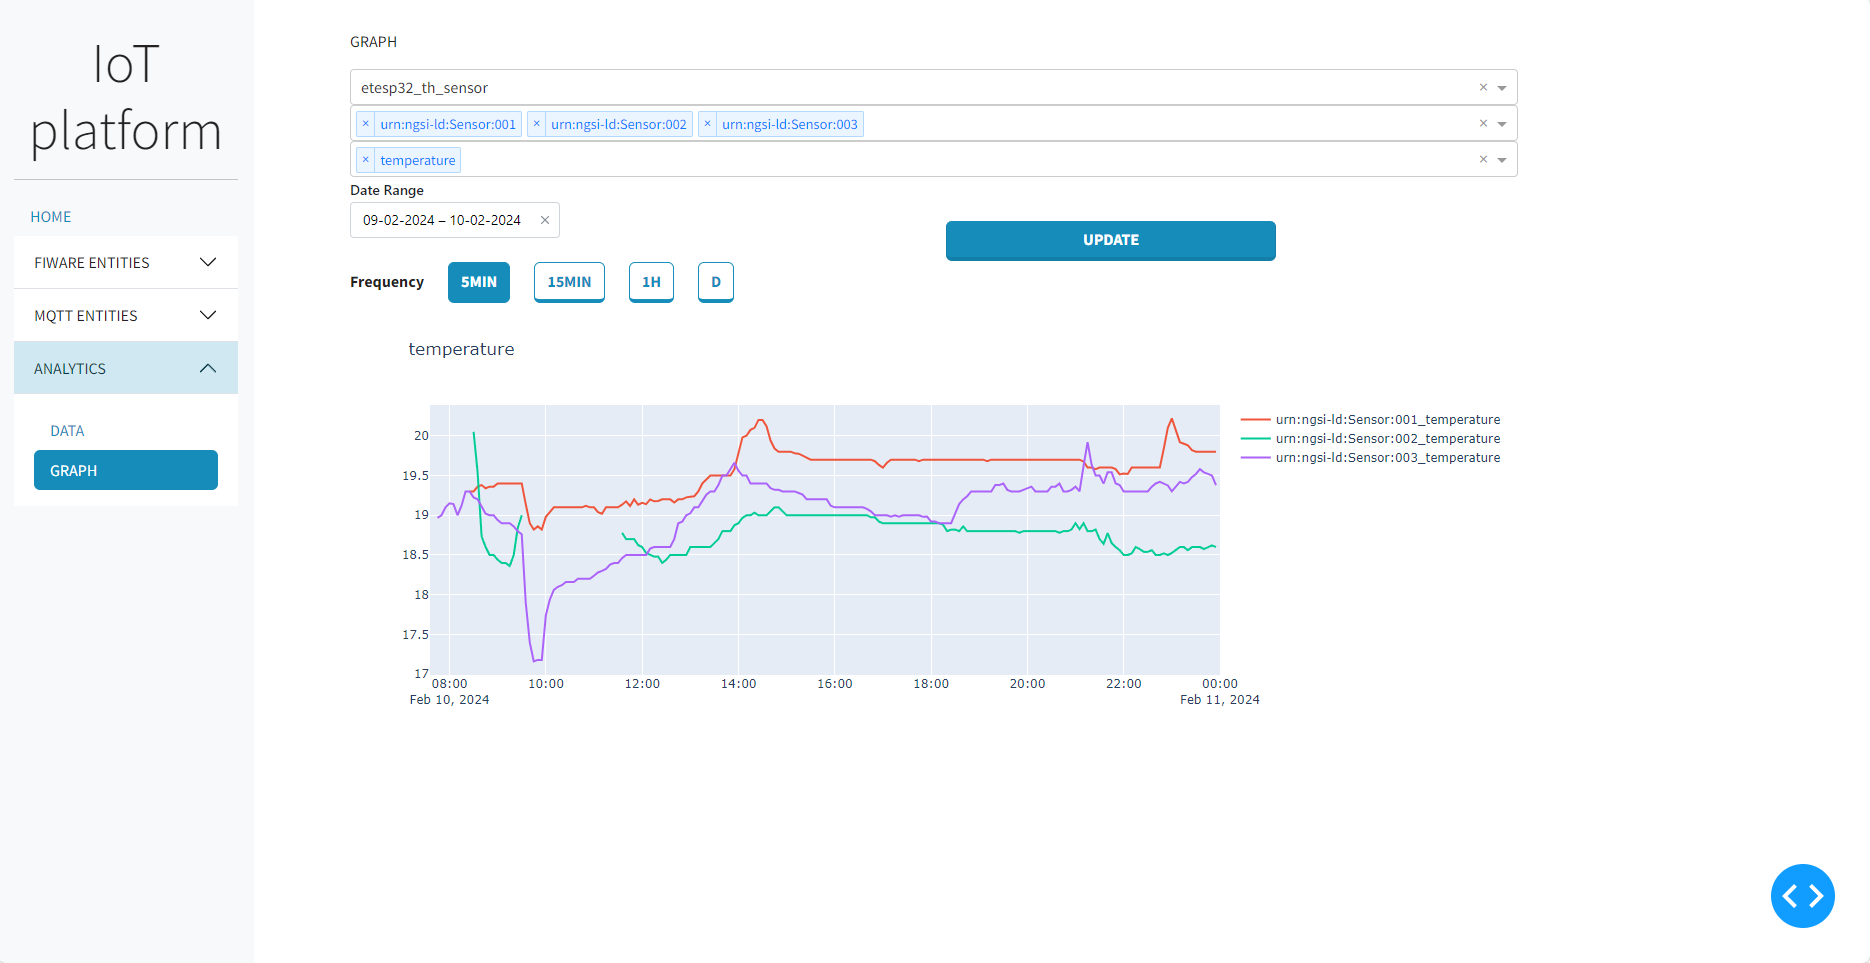 IoT
platform
HOME
FIWARE ENTITIES
MQTT ENTITIES
ANALYTICS
DATA
GRAPH
GRAPH
etesp32_th_sensor
× urn:ngsi-ld:Sensor:001 × urn:ngsi-ld:Sensor:002 × urn:ngsi-ld:Sensor:003
× temperature
Date Range
09-02-2024 – 10-02-2024
UPDATE
Frequency 5MIN 15MIN 1H D
temperature
20
19.5
19
18.5
18
17.5
17
08:00 10:00 12:00 14:00 16:00 18:00 20:00 22:00 00:00
Feb 10, 2024 Feb 11, 2024
urn:ngsi-ld:Sensor:001_temperature
urn:ngsi-ld:Sensor:002_temperature
urn:ngsi-ld:Sensor:003_temperature